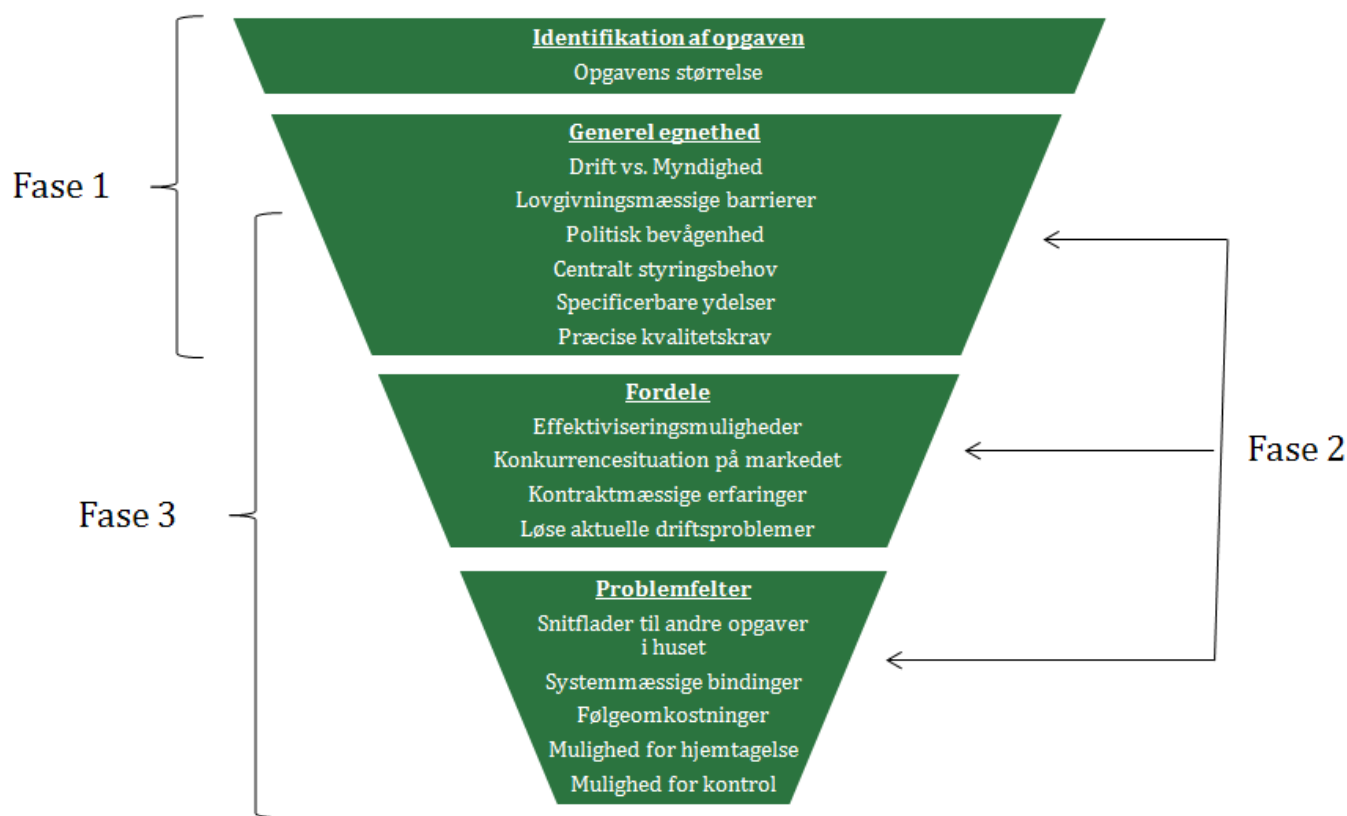 Identifikation af opgaven
Opgavens størrelse
Fase 1
Generel egnethed
Drift vs. Myndighed
Lovgivningsmæssige barrierer
Politisk bevågenhed
Centralt styringsbehov
Specificerbare ydelser
Præcise kvalitetskrav
Fase 2
Fase 3
Fordele
Effektiviseringsmuligheder
Konkurrencesituation på markedet
Kontraktmæssige erfaringer
Løse aktuelle driftsproblemer
Problemfelter
Snitflader til andre opgaver
i huset
Systemmæssige bindinger
Følgeomkostninger
Mulighed for hjemtagelse
Mulighed for kontrol